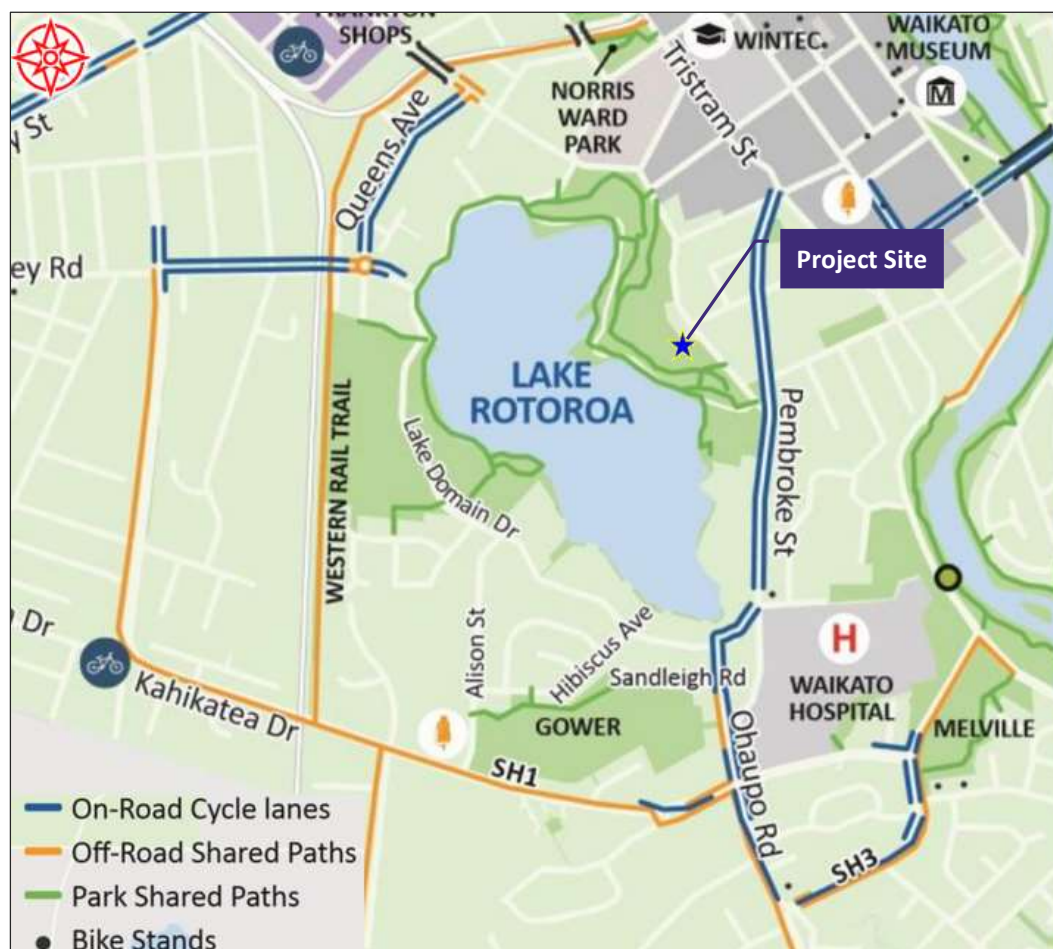 SHOPS
WINTEC
WAIKATO
MUSEUM
M
NORRIS
WARD
PARK
Tristram St
Queens Ave
y St
ey Rd
Project Site
LAKE
ROTOROA
Pembroke St
WESTERN RAIL TRAIL
Lake Domain Dr
Alison St
Hibiscus Ave
Sandleigh Rd
H
WAIKATO
HOSPITAL
Dr
Kahikatea Dr
GOWER
MELVILLE
SH1
Ohaupo Rd
SH3
On-Road Cycle lanes
Off-Road Shared Paths
Park Shared Paths
Bike Stands